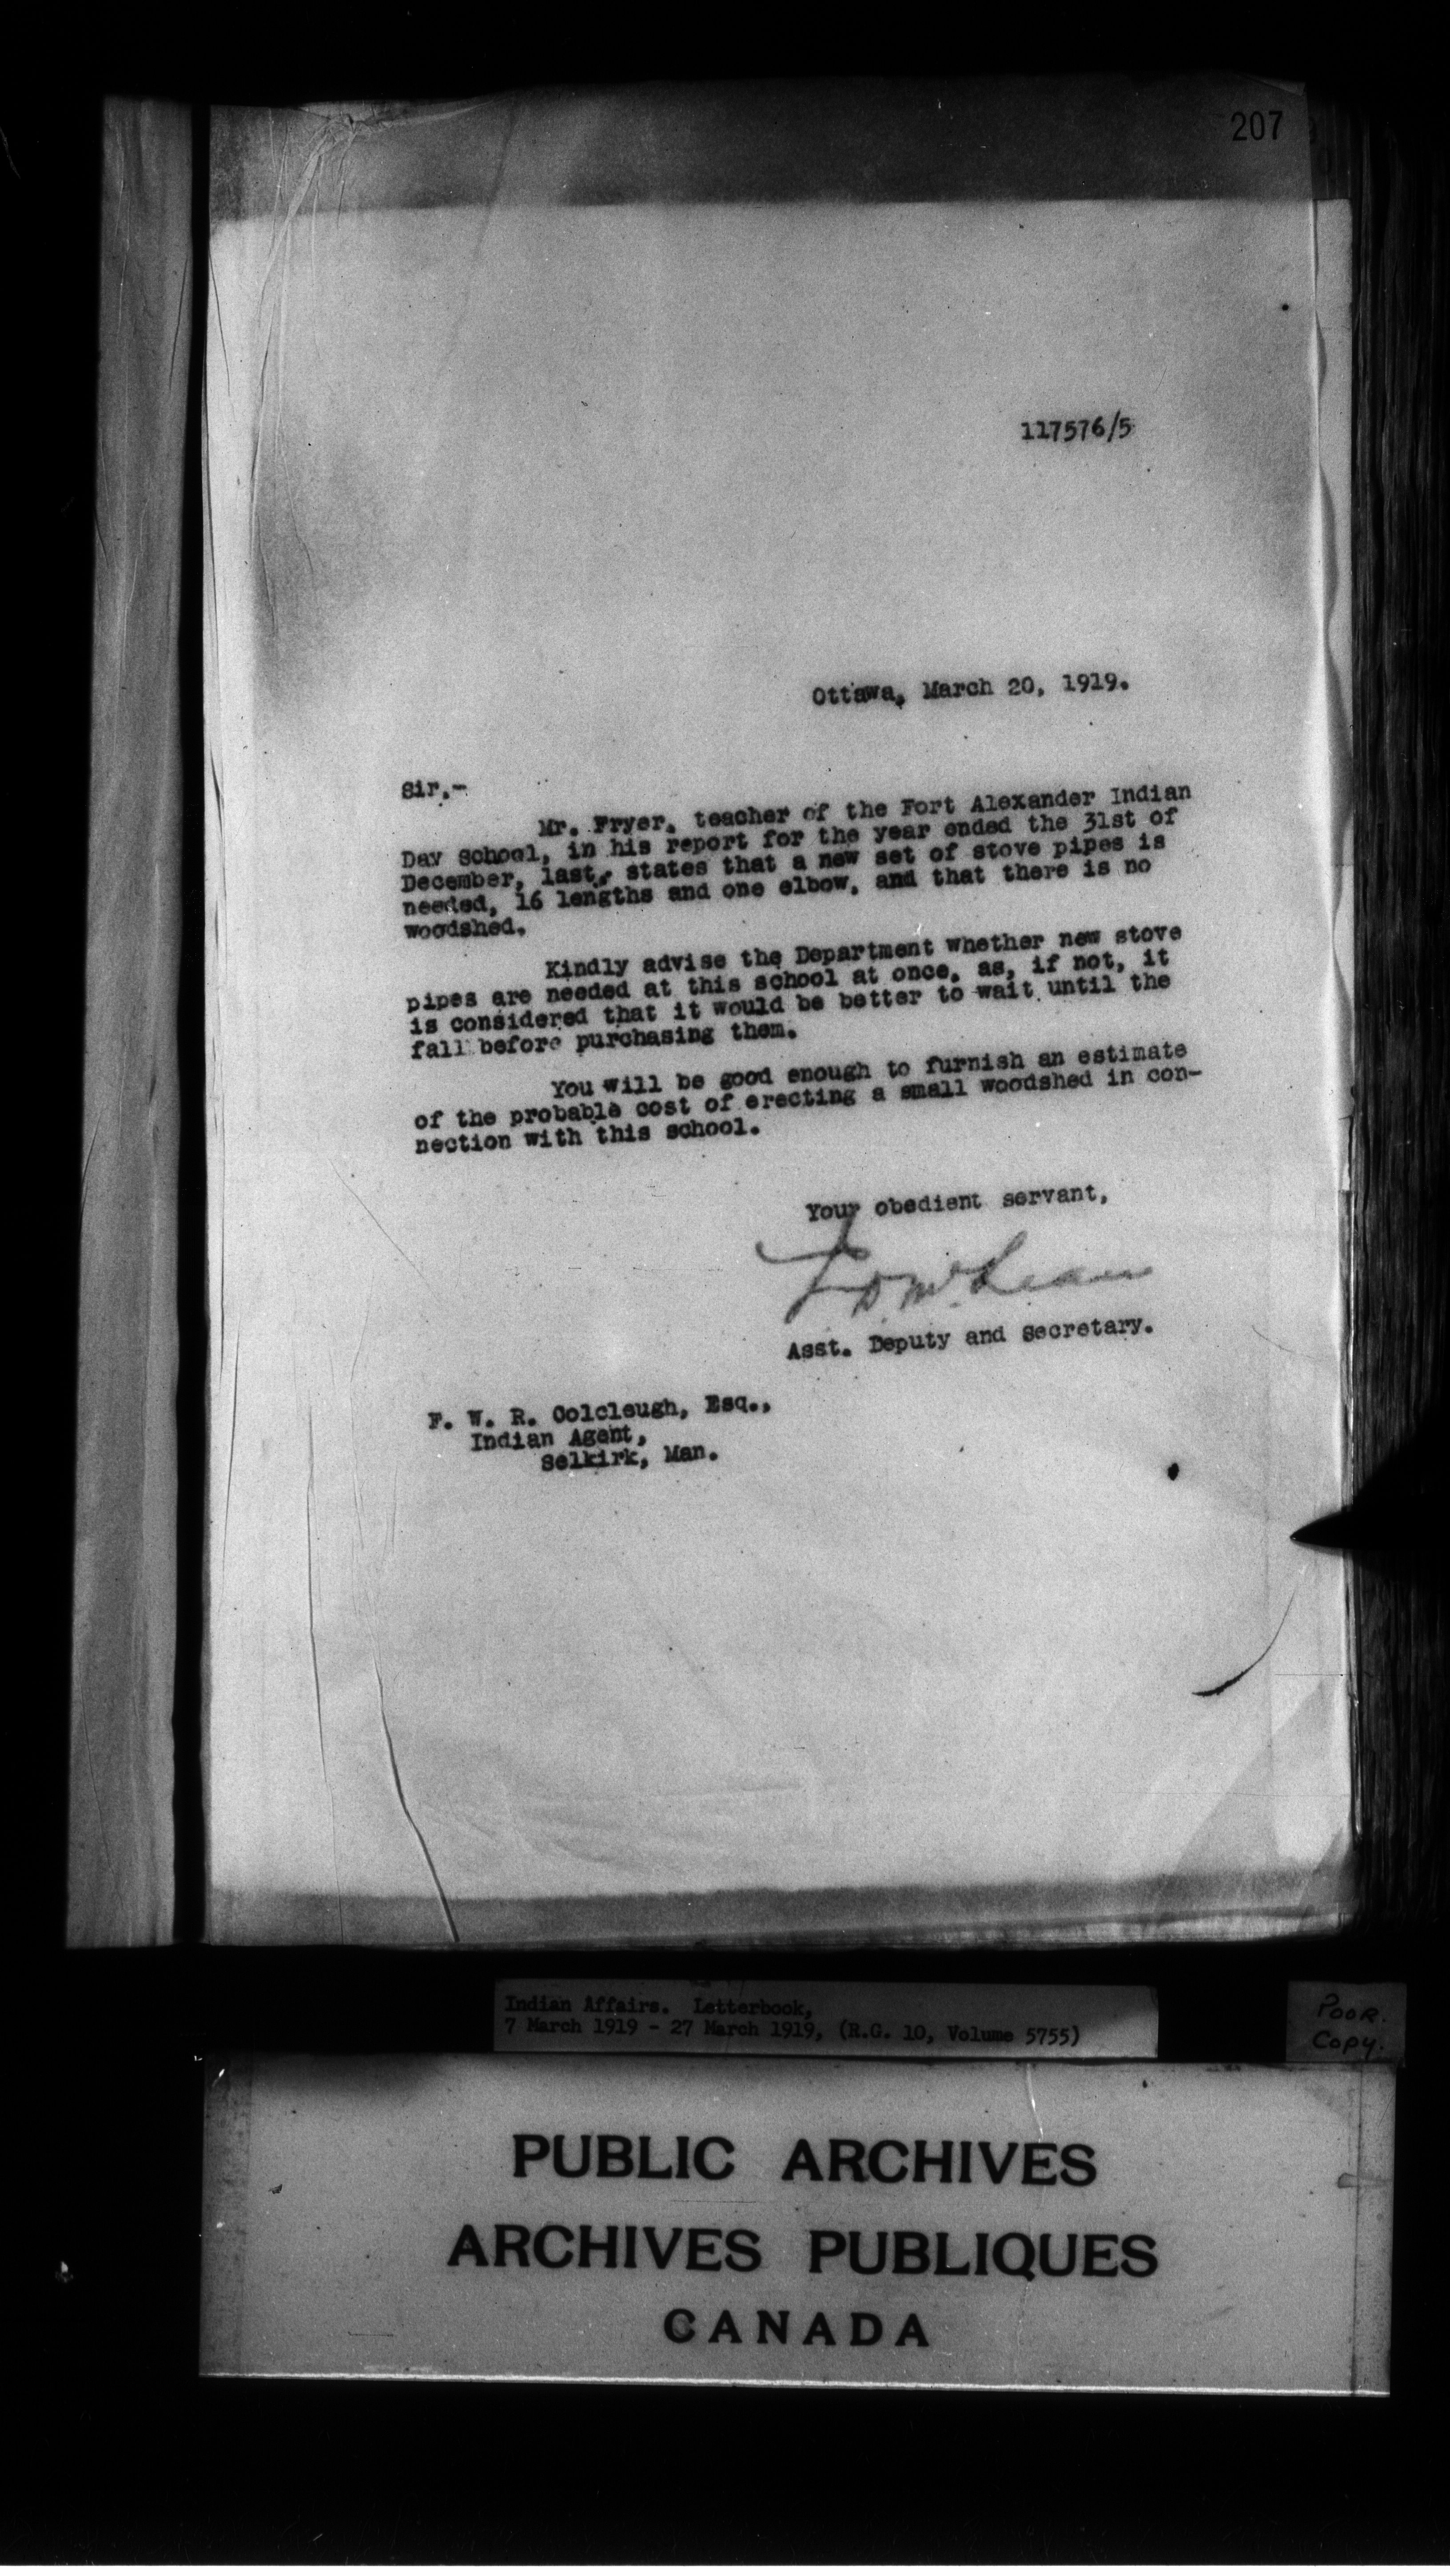 207
117576/5
Ottawa, March 20, 1919.
Sir,-
Mr. Fryer, teacher of the Fort Alexander Indian
Day School, in his report for the year ended the 31st of
December, last, states that a new set of stove pipes is
needed, 16 lengths and one elbow, and that there is no
woodshed.
Kindly advise the Department whether new stove
pipes are needed at this school at once, as, if not, it
is considered that it would be better to wait until the
fall before purchasing them.
You will be good enough to furnish an estimate
of the probable cost of erecting a small woodshed in con-
nection with this school.
Your obedient servant,
J D McLean
Asst. Deputy and Secretary.
F. W. R. Colcleugh, Esq.,
Indian Agent,
Selkirk, Man.
Indian Affairs. Letterbook,
7 March 1919 - 27 March 1919, (R.G. 10, Volume 5755)
POOR.
COPY.
PUBLIC ARCHIVES
ARCHIVES PUBLIQUES
CANADA